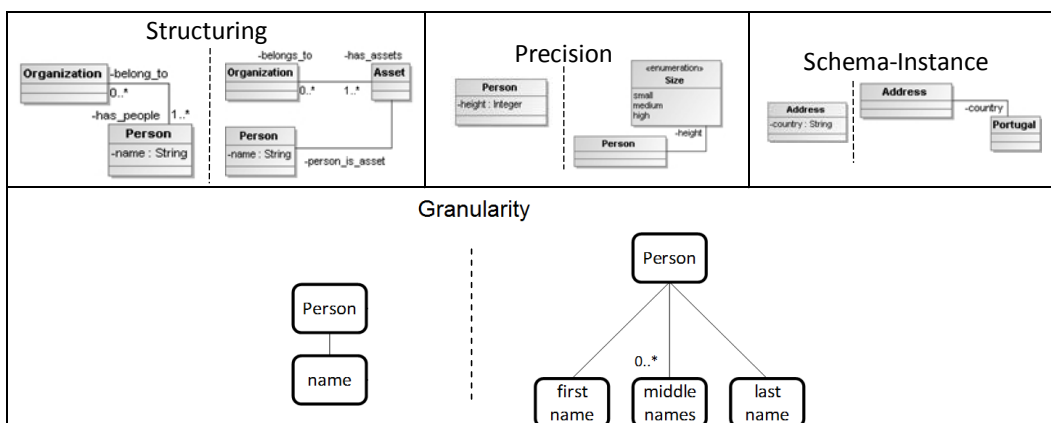 Structuring
Organization
-belong_to
0..*
-has_people
1..*
Person
-name : String
-belongs_to
-has_assets
Organization
Asset
0..*
1..*
Person
-name : String
-person_is_asset
Precision
Person
-height : Integer
«enumeration»
Size
small
medium
high
-height
Person
Schema-Instance
Address
-country : String
Address
-country
Portugal
Granularity
Person
name
Person
0..*
first
name
middle
names
last
name